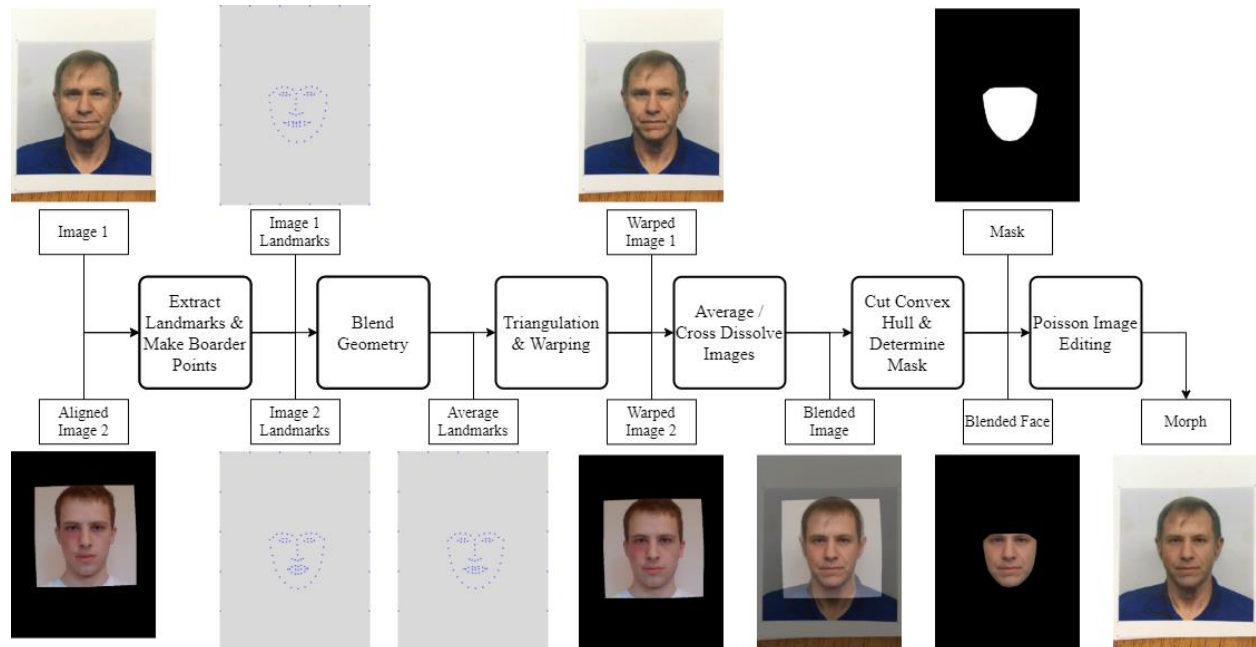 Image 1
Image 1
Landmarks
Warped
Image 1
Mask
Extract
Landmarks &
Make Boarder
Points
Blend
Geometry
Triangulation
& Warping
Average /
Cross Dissolve
Images
Cut Convex
Hull &
Determine
Mask
Poisson Image
Editing
Aligned
Image 2
Image 2
Landmarks
Average
Landmarks
Warped
Image 2
Blended
Image
Blended Face
Morph